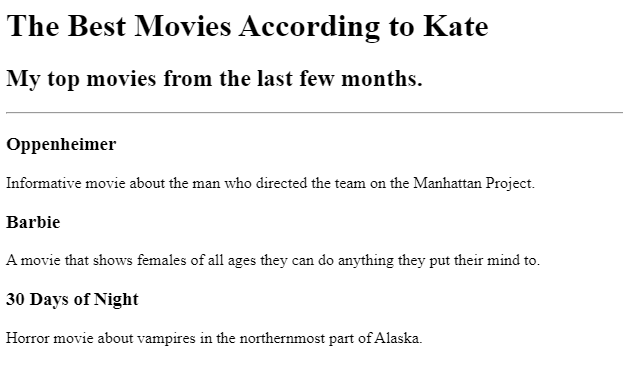 The Best Movies According to Kate
My top movies from the last few months.
Oppenheimer
Informative movie about the man who directed the team on the Manhattan Project.
Barbie
A movie that shows females of all ages they can do anything they put their mind to.
30 Days of Night
Horror movie about vampires in the northernmost part of Alaska.